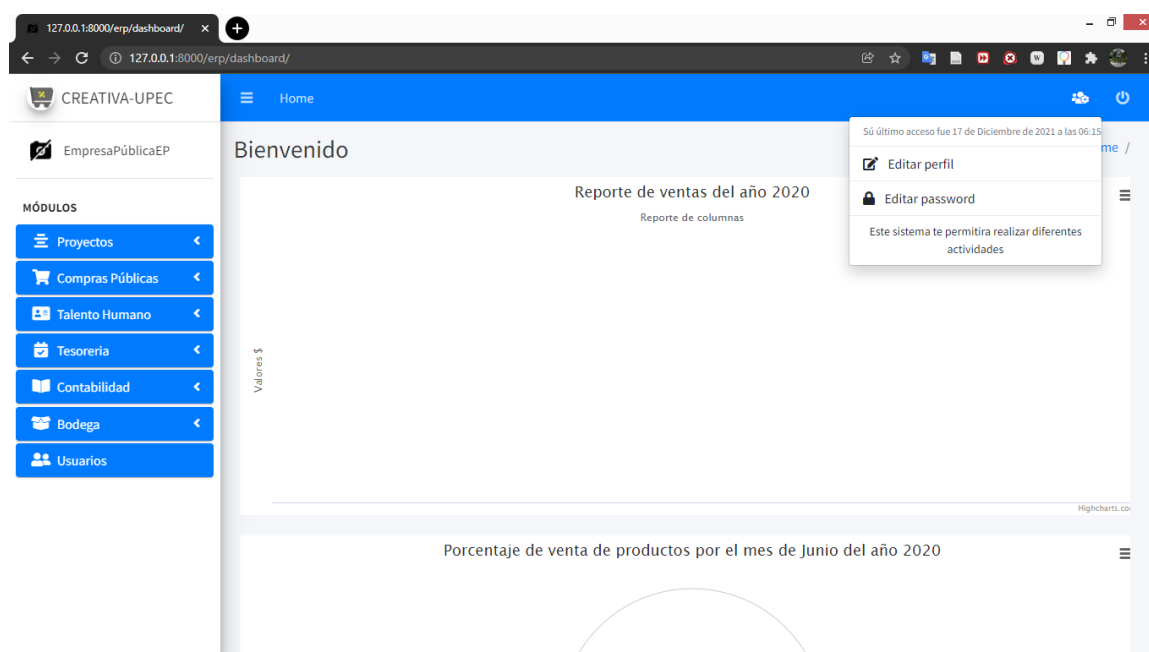 127.0.0.1:8000/erp/dashboard/
127.0.0.1:8000/erp/dashboard/
CREATIVA-UPEC
Home
EmpresaPúblicaEP
MÓDULOS
Proyectos
Compras Públicas
Talento Humano
Tesoreria
Contabilidad
Bodega
Usuarios
Bienvenido
Sú último acceso fue 17 de Diciembre de 2021 a las 06:15
Editar perfil
Editar password
Este sistema te permitira realizar diferentes
actividades
me /
Reporte de ventas del año 2020
Reporte de columnas
Valores $
Highcharts.co
Porcentaje de venta de productos por el mes de Junio del año 2020